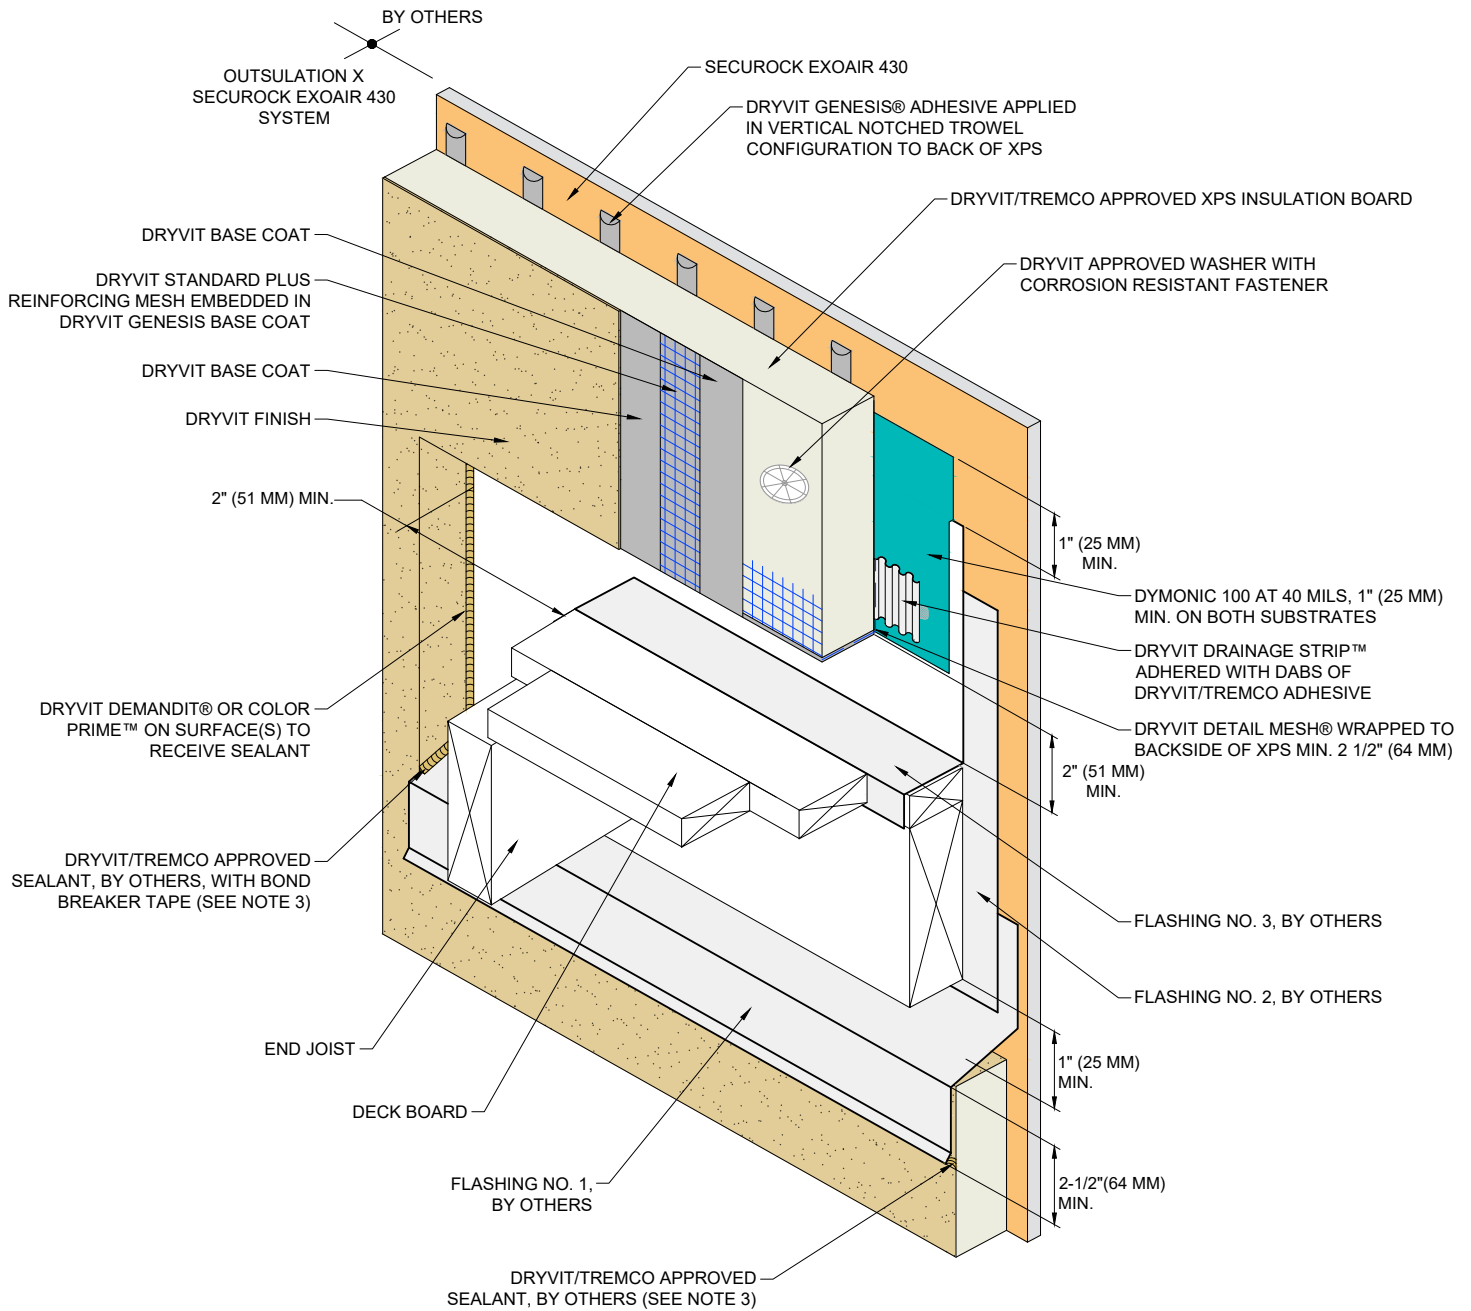 BY OTHERS
OUTSULATION X
SECUROCK EXOAIR 430
SYSTEM
SECUROCK EXOAIR 430
DRYVIT GENESIS® ADHESIVE APPLIED
IN VERTICAL NOTCHED TROWEL
CONFIGURATION TO BACK OF XPS
DRYVIT/TREMCO APPROVED XPS INSULATION BOARD
DRYVIT APPROVED WASHER WITH
CORROSION RESISTANT FASTENER
DRYVIT BASE COAT
DRYVIT STANDARD PLUS
REINFORCING MESH EMBEDDED IN
DRYVIT GENESIS BASE COAT
DRYVIT BASE COAT
DRYVIT FINISH
2" (51 MM) MIN.
1" (25 MM)
MIN.
DYMONIC 100 AT 40 MILS, 1" (25 MM)
MIN. ON BOTH SUBSTRATES
DRYVIT DRAINAGE STRIP™
ADHERED WITH DABS OF
DRYVIT/TREMCO ADHESIVE
DRYVIT DETAIL MESH® WRAPPED TO
BACKSIDE OF XPS MIN. 2 1/2" (64 MM)
2" (51 MM)
MIN.
DRYVIT DEMANDIT® OR COLOR
PRIME™ ON SURFACE(S) TO
RECEIVE SEALANT
DRYVIT/TREMCO APPROVED
SEALANT, BY OTHERS, WITH BOND
BREAKER TAPE (SEE NOTE 3)
FLASHING NO. 3, BY OTHERS
FLASHING NO. 2, BY OTHERS
END JOIST
1" (25 MM)
MIN.
DECK BOARD
FLASHING NO. 1,
BY OTHERS
2-1/2"(64 MM)
MIN.
DRYVIT/TREMCO APPROVED
SEALANT, BY OTHERS (SEE NOTE 3)